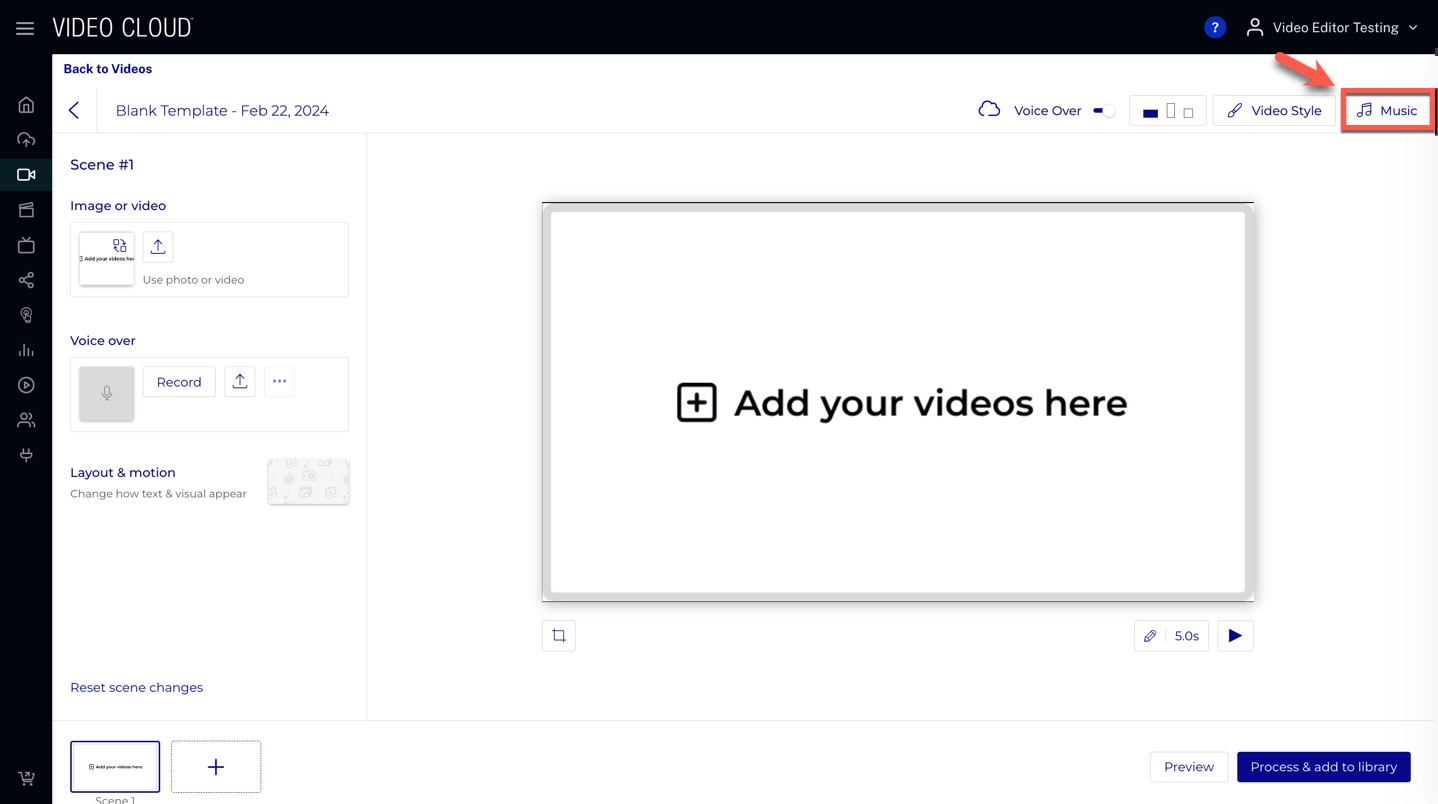 VIDEO CLOUD™
?
Video Editor Testing
Back to Videos
Blank Template - Feb 22, 2024
Voice Over
Video Style
Music
Scene #1
Image or video
Add your videos her
Use photo or video
Voice over
Record
Layout & motion
Change how text & visual appear
Add your videos here
5.0s
Reset scene changes
Add your videos here
Scene 1
Preview
Process & add to library